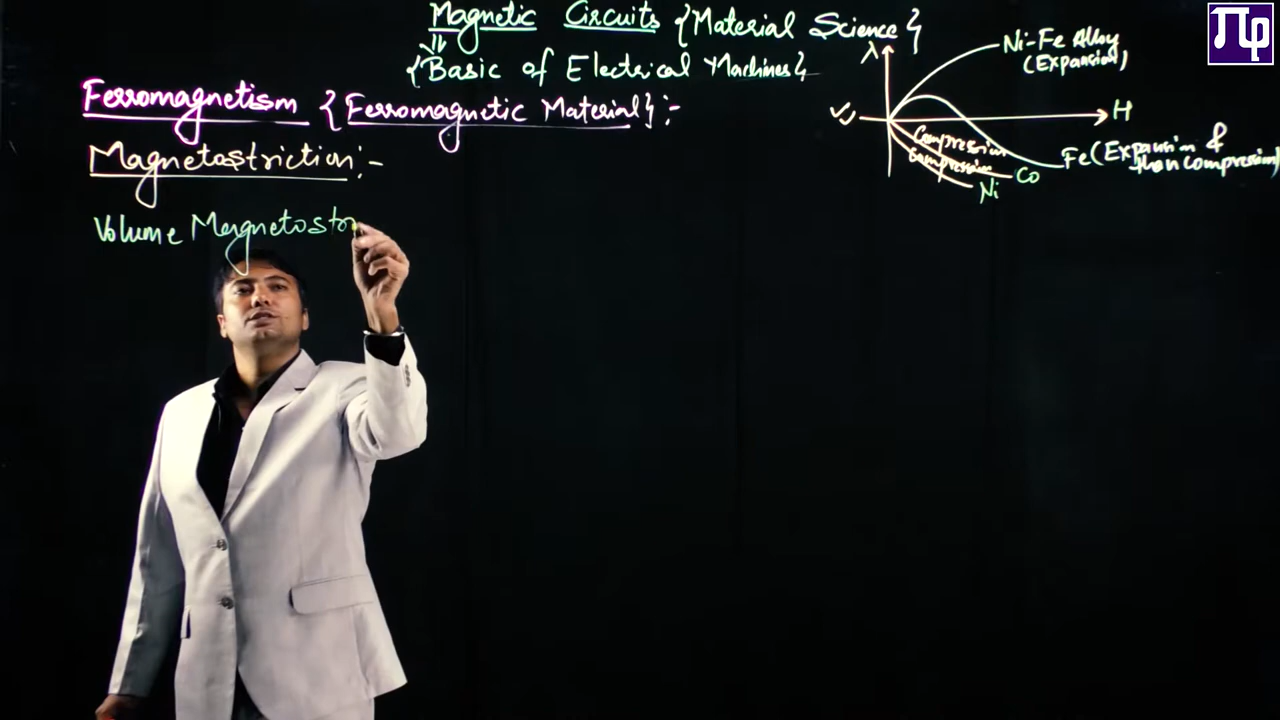 Magnetic Circuits {Material Science}
{Basic of Electrical Machines}
Ferromagnetism {Ferromagnetic Material} :-
Magnetostriction :-
Volume Magnetostr
λ
H
Ni-Fe Alloy
(Expansion)
Fe (Expansion &
then compression)
Compression
Compression
Co
Ni
Πφ